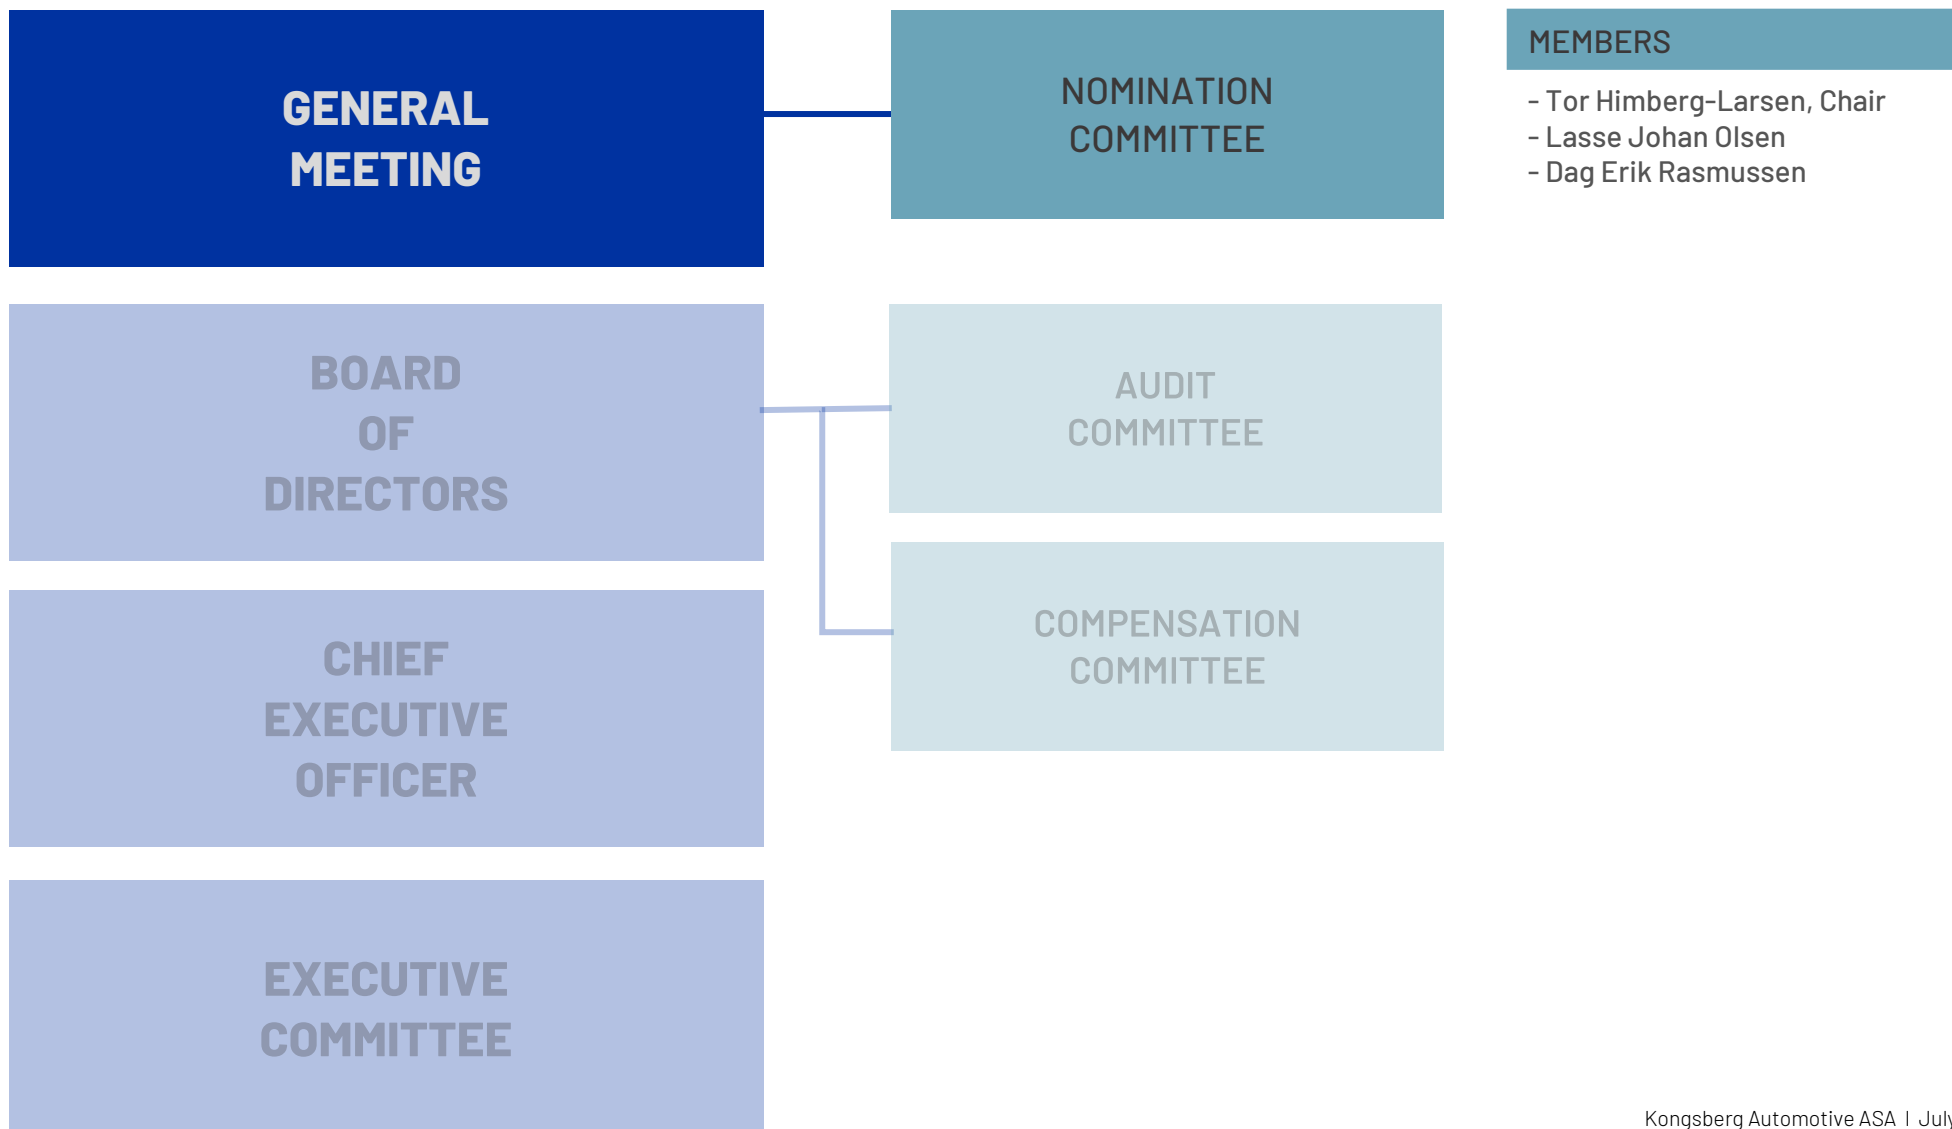 GENERAL
MEETING
NOMINATION
COMMITTEE
MEMBERS
- Tor Himberg-Larsen, Chair
- Lasse Johan Olsen
- Dag Erik Rasmussen
BOARD
OF
DIRECTORS
AUDIT
COMMITTEE
CHIEF
EXECUTIVE
OFFICER
COMPENSATION
COMMITTEE
EXECUTIVE
COMMITTEE
Kongsberg Automotive ASA I July